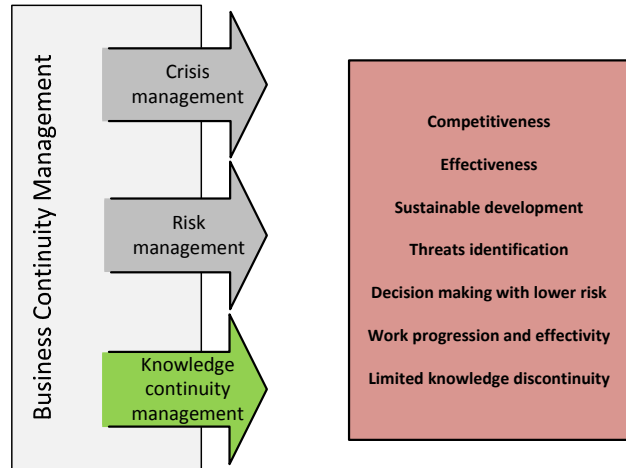 Business Continuity Management
Crisis
management
Risk
management
Knowledge
continuity
management
Competitiveness
Effectiveness
Sustainable development
Threats identification
Decision making with lower risk
Work progression and effectivity
Limited knowledge discontinuity